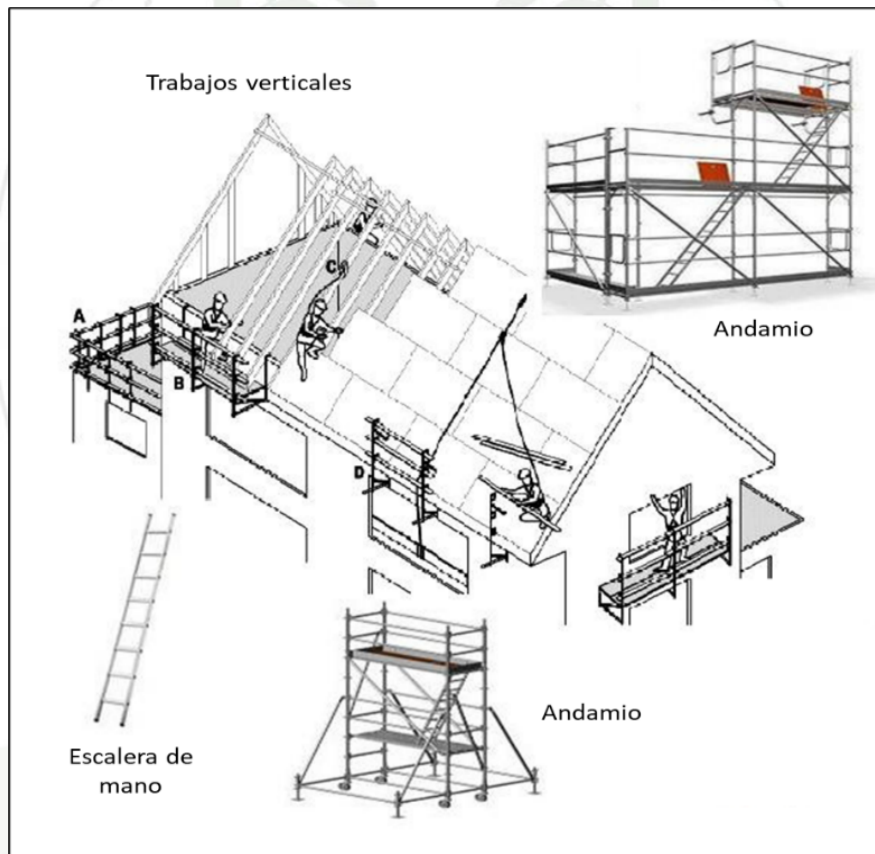 Trabajos verticales
Andamio
A
B
C
D
Andamio
Escalera de
mano